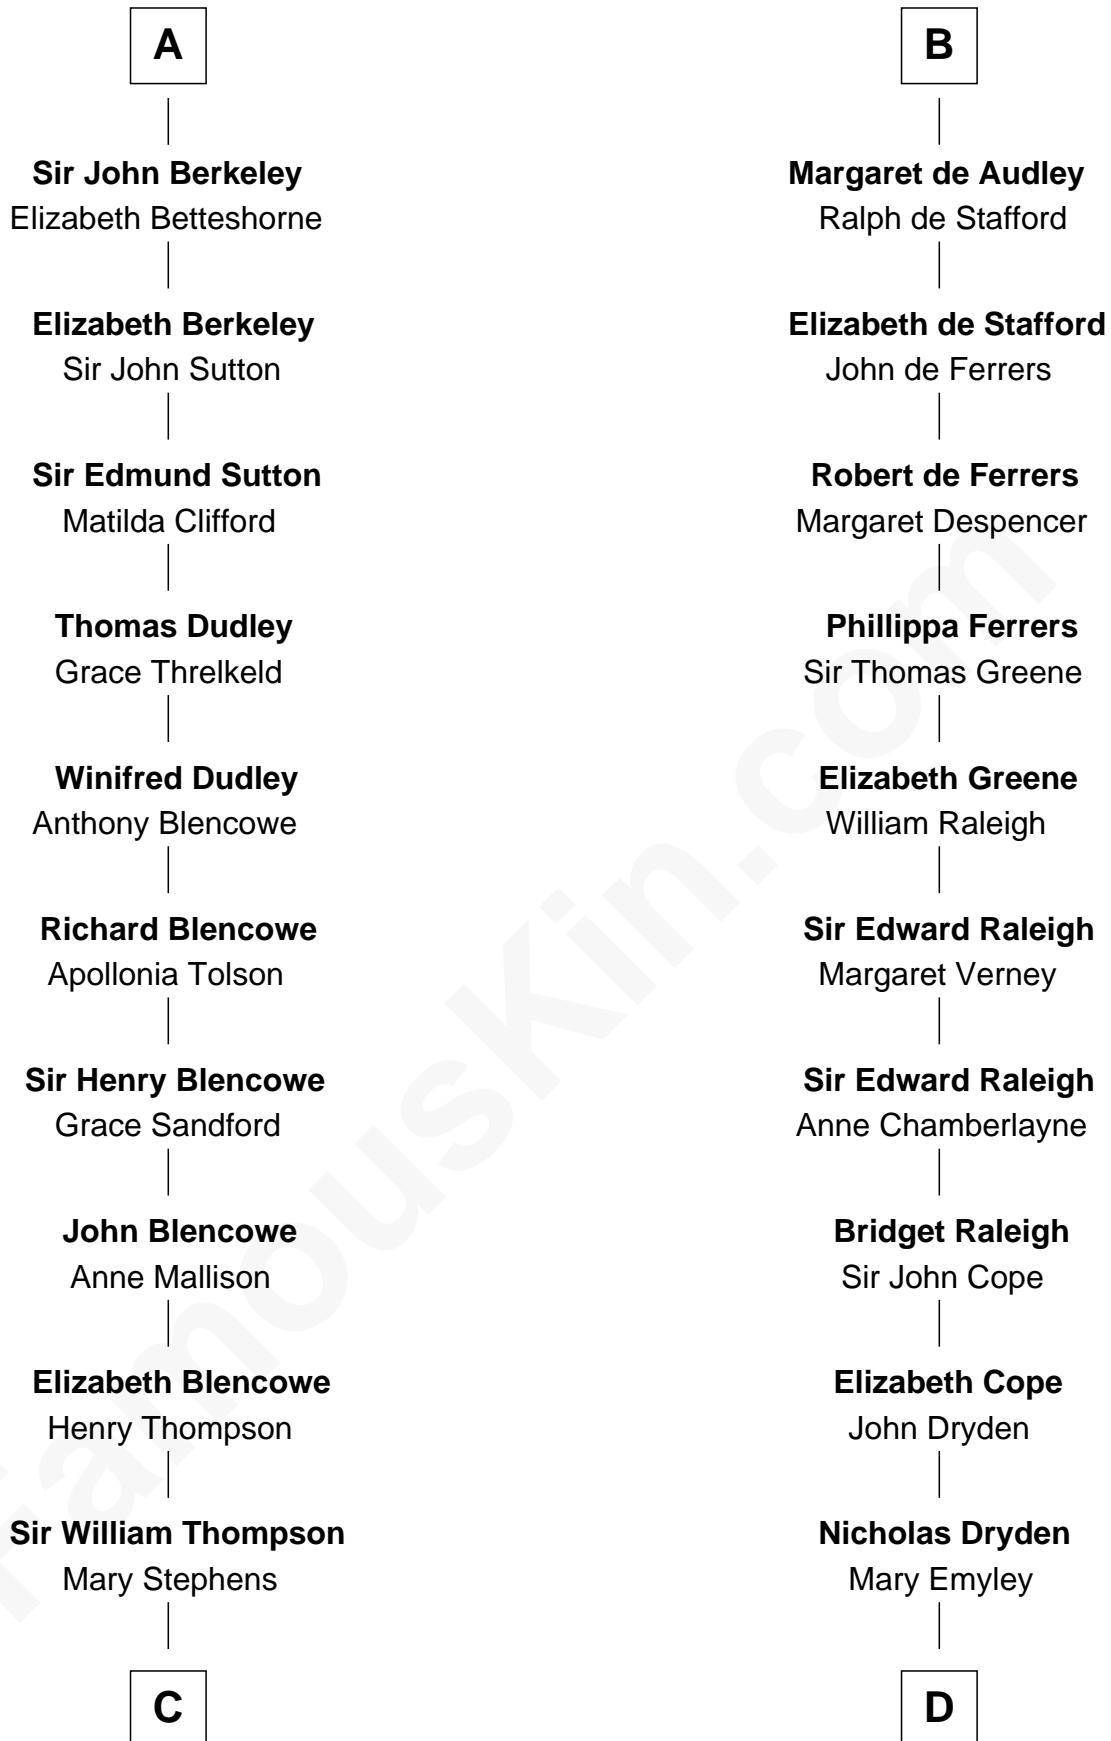 A
Sir John Berkeley
Elizabeth Betteshorne
Elizabeth Berkeley
Sir John Sutton
Sir Edmund Sutton
Matilda Clifford
Thomas Dudley
Grace Threlkeld
Winifred Dudley
Anthony Blencowe
Richard Blencowe
Apollonia Tolson
Sir Henry Blencowe
Grace Sandford
John Blencowe
Anne Mallison
Elizabeth Blencowe
Henry Thompson
Sir William Thompson
Mary Stephens
C
B
Margaret de Audley
Ralph de Stafford
Elizabeth de Stafford
John de Ferrers
Robert de Ferrers
Margaret Despencer
Phillippa Ferrers
Sir Thomas Greene
Elizabeth Greene
William Raleigh
Sir Edward Raleigh
Margaret Verney
Sir Edward Raleigh
Anne Chamberlayne
Bridget Raleigh
Sir John Cope
Elizabeth Cope
John Dryden
Nicholas Dryden
Mary Emyley
D
FamousKin.com